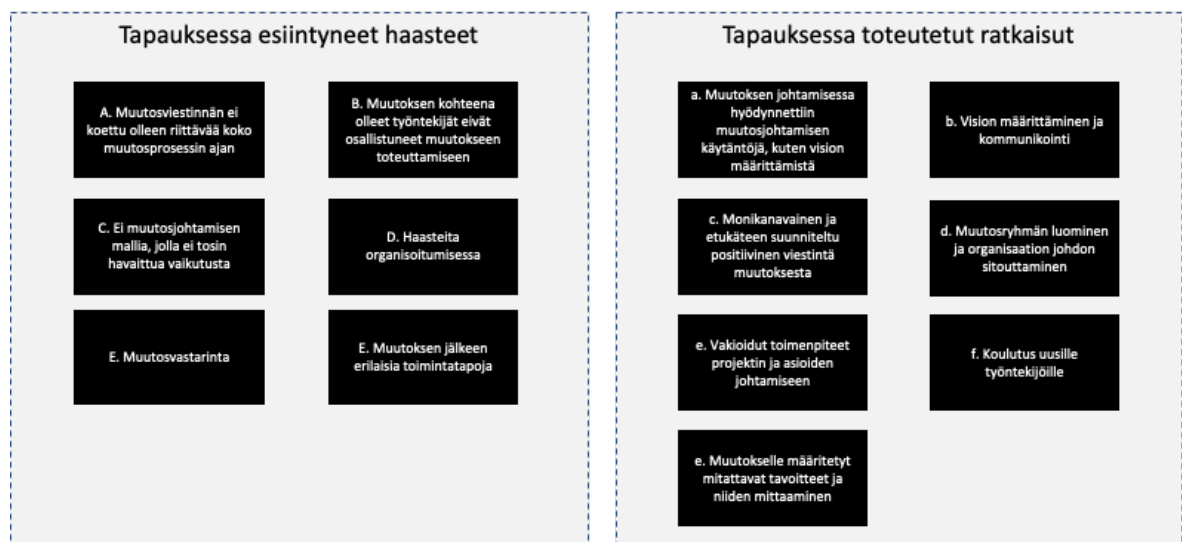 Tapauksessa esiintyneet haasteet
A. Muutosviestinnän ei
koettu olleen riittävää koko
muutosprosessin ajan
B. Muutoksen kohteena
olleet työntekijät eivät
osallistuneet muutokseen
toteuttamiseen
C. Ei muutosjohtamisen
mallia, jolla ei tosin
havaittua vaikutusta
D. Haasteita
organisoitumisessa
E. Muutosvastarinta
E. Muutoksen jälkeen
erilaisia toimintatapoja
Tapauksessa toteutetut ratkaisut
a. Muutoksen johtamisessa
hyödynnettiin
muutosjohtamisen
käytäntöjä, kuten vision
määrittämistä
b. Vision määrittäminen ja
kommunikointi
c. Monikanavainen ja
etukäteen suunniteltu
positiivinen viestintä
muutoksesta
d. Muutosryhmän luominen
ja organisaation johdon
sitouttaminen
e. Vakioidut toimenpiteet
projektin ja asioiden
johtamiseen
f. Koulutus uusille
työntekijöille
e. Muutokselle määritetyt
mitattavat tavoitteet ja
niiden mittaaminen